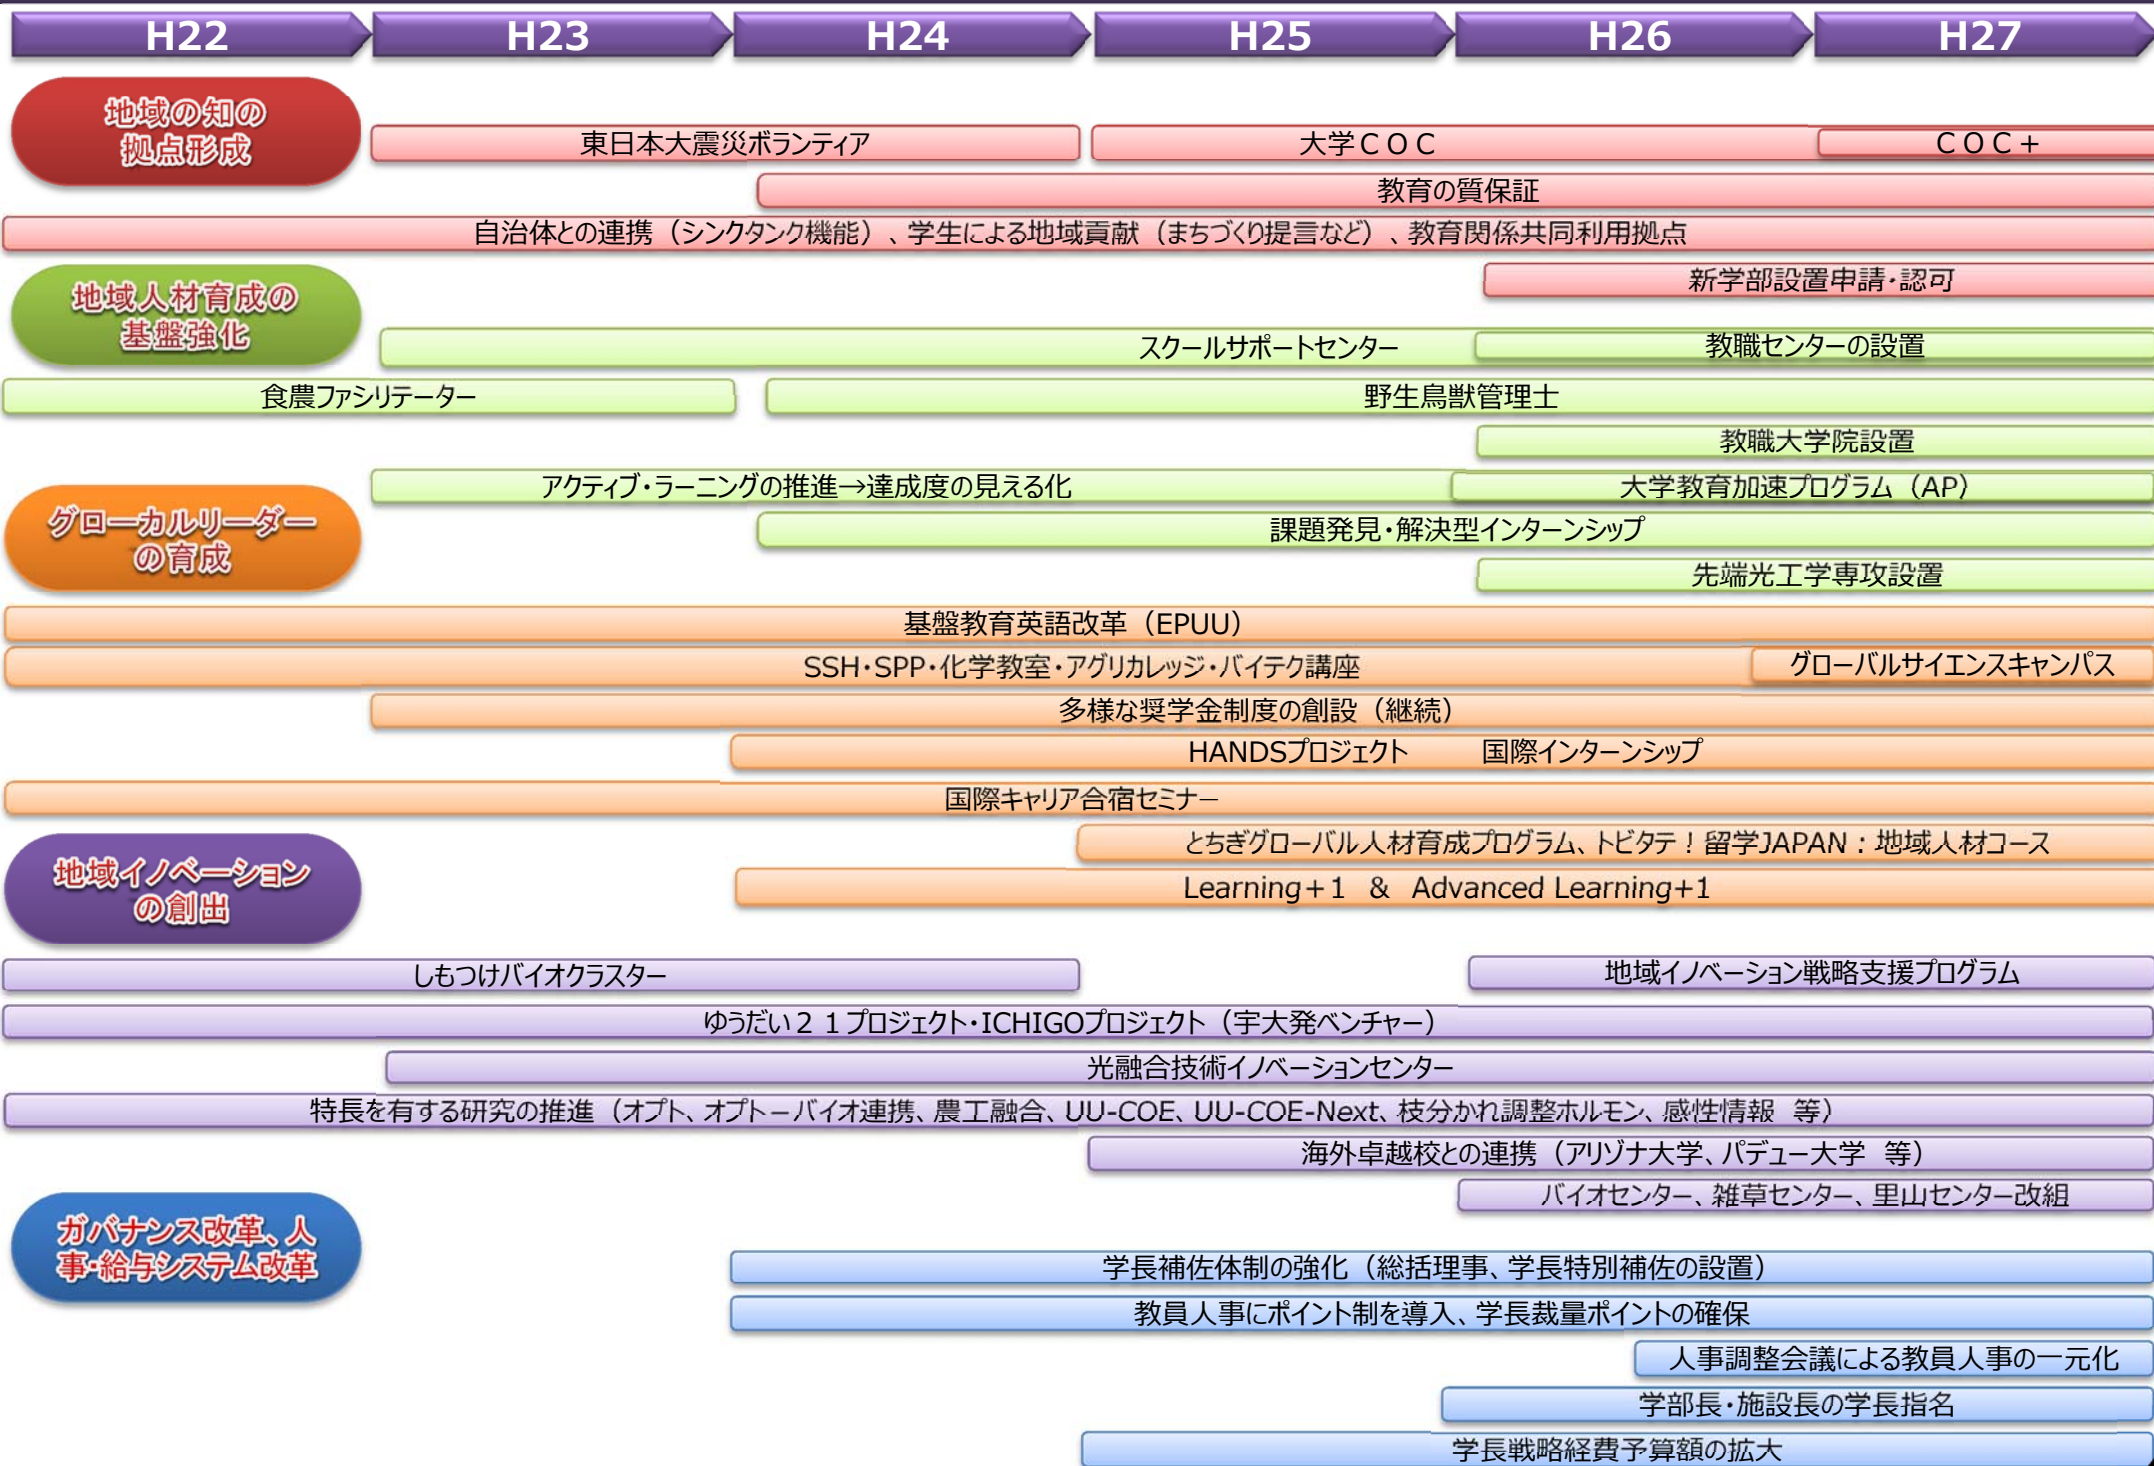 H22
H23
H24
H25
H26
H27
地域の知の
拠点形成
東日本大震災ボランティア
大学ＣＯＣ
ＣＯＣ+
教育の質保証
自治体との連携（シンクタンク機能）、学生による地域貢献（まちづくり提言など）、教育関係共同利用拠点
新学部設置申請・認可
地域人材育成の
基盤強化
スクールサポートセンター
教職センターの設置
食農ファシリテーター
野生鳥獣管理士
教職大学院設置
アクティブ・ラーニングの推進→達成度の見える化
大学教育加速プログラム（AP）
グローカルリーダー
の育成
課題発見・解決型インターンシップ
先端光工学専攻設置
基盤教育英語改革（EPUU）
SSH・SPP・化学教室・アグリカレッジ・バイテク講座
グローバルサイエンスキャンパス
多様な奨学金制度の創設（継続）
HANDSプロジェクト　国際インターンシップ
国際キャリア合宿セミナー
とちぎグローバル人材育成プログラム、トビタテ！留学JAPAN：地域人材コース
地域イノベーション
の創出
Learning+1 & Advanced Learning+1
しもつけバイオクラスター
地域イノベーション戦略支援プログラム
ゆうだい２１プロジェクト・ICHIGOプロジェクト（宇大発ベンチャー）
光融合技術イノベーションセンター
特長を有する研究の推進（オプト、オプトーバイオ連携、農工融合、UU-COE、UU-COE-Next、枝分かれ調整ホルモン、感性情報 等）
海外卓越校との連携（アリゾナ大学、パデュー大学 等）
バイオセンター、雑草センター、里山センター改組
ガバナンス改革、人
事・給与システム改革
学長補佐体制の強化（総括理事、学長特別補佐の設置）
教員人事にポイント制を導入、学長裁量ポイントの確保
人事調整会議による教員人事の一元化
学部長・施設長の学長指名
学長戦略経費予算額の拡大